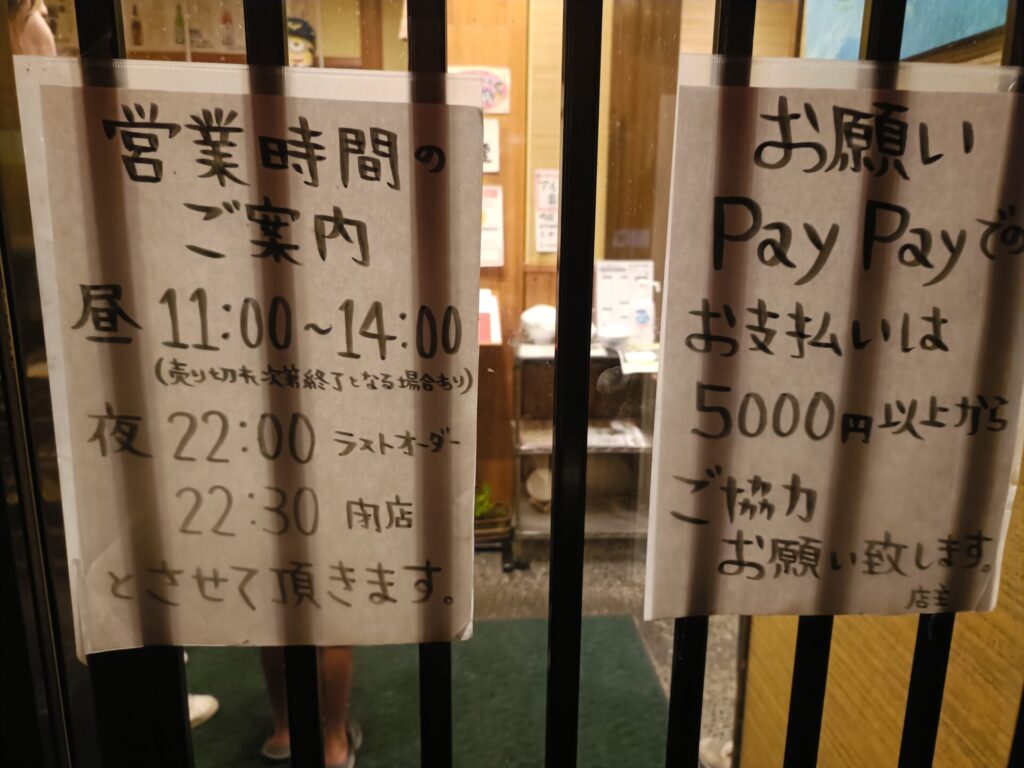 営業時間の
ご案内
昼 11:00~14:00
(売り切れ次第終了となる場合あり)
夜 22:00 ラストオーダー
22:30 閉店
とさせて頂きます。
お願い
PayPayでの
お支払いは
5000円以上から
ご協力
お願い致します。
店主